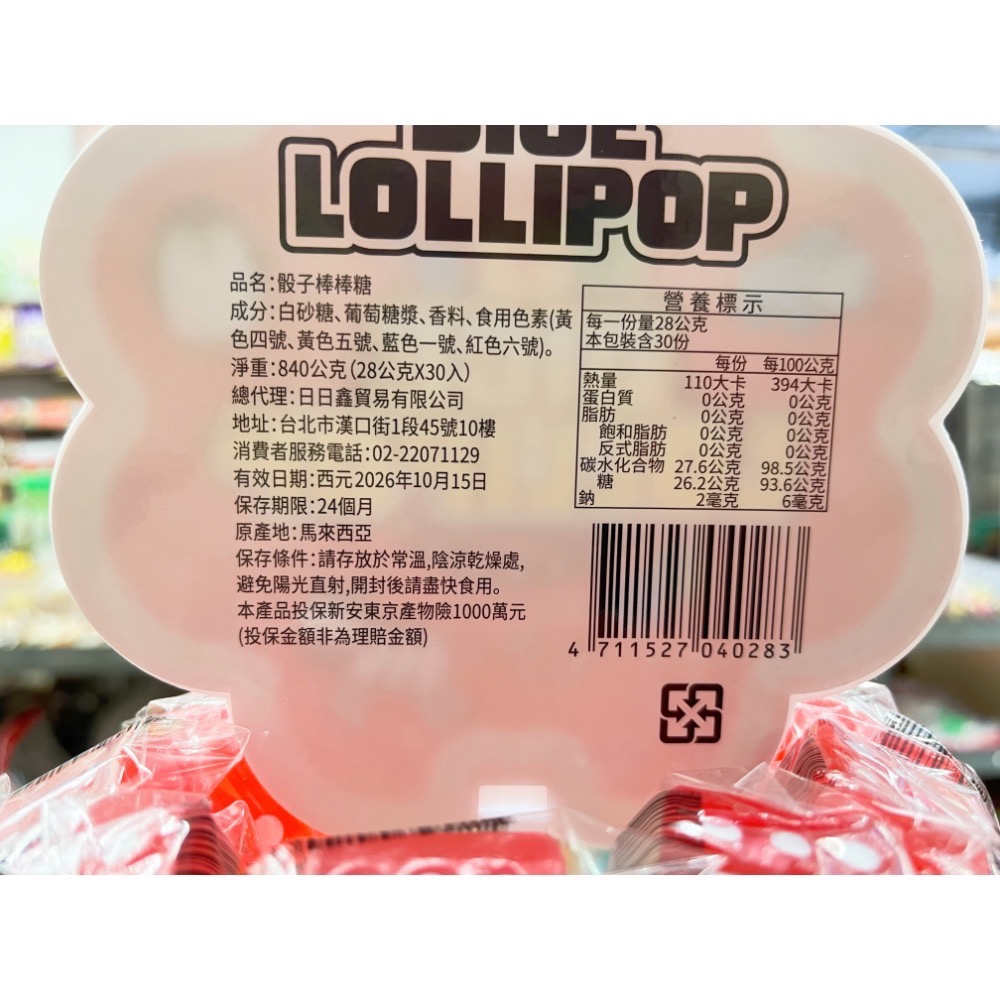 LOLLIPOP
品名:骰子棒棒糖
成分:白砂糖、葡萄糖漿、香料、食用色素(黃
色四號、黃色五號、藍色一號、紅色六號)。
淨重:840公克(28公克X30入)
總代理:日日鑫貿易有限公司
地址:台北市漢口街1段45號10樓
消費者服務電話:02-22071129
有效日期:西元2026年10月15日
保存期限:24個月
原產地:馬來西亞
保存條件:請存放於常溫,陰涼乾燥處,
避免陽光直射,開封後請盡快食用。
本產品投保新安東京產物險1000萬元
(投保金額非為理賠金額)
營養標示
每一份量28公克
本包裝含30份
每份 每100公克
熱量 110大卡 394大卡
蛋白質 0公克 0公克
脂肪 0公克 0公克
飽和脂肪 0公克 0公克
反式脂肪 0公克 0公克
碳水化合物 27.6公克 98.5公克
糖 26.2公克 93.6公克
鈉 2毫克 6毫克
4 711527 040283